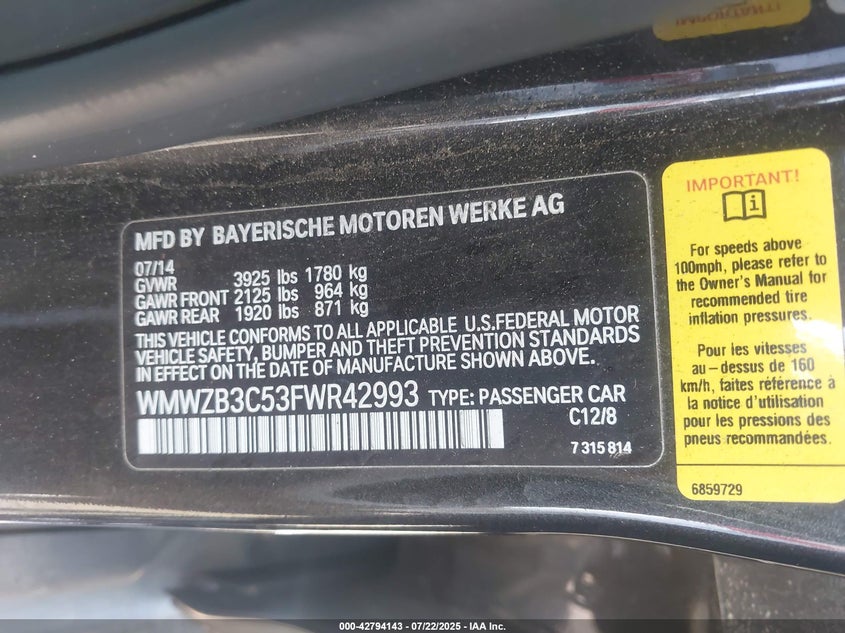 MFD BY BAYERISCHE MOTOREN WERKE AG
07/14
GVWR 3925 lbs 1780 kg
GAWR FRONT 2125 lbs 964 kg
GAWR REAR 1920 lbs 871 kg
THIS VEHICLE CONFORMS TO ALL APPLICABLE U.S.FEDERAL MOTOR
VEHICLE SAFETY, BUMPER AND THEFT PREVENTION STANDARDS
IN EFFECT ON THE DATE OF MANUFACTURE SHOWN ABOVE.
WMWZB3C53FWR42993 TYPE: PASSENGER CAR
C12/8
7 315 814
IMPORTANT!
For speeds above
100mph, please refer to
the Owner's Manual for
recommended tire
inflation pressures.
Pour les vitesses
au-dessus de 160
km/h, faites référence à
la notice d'utilisation
pour les pressions des
pneus recommandées.
6859729
000-42794143 - 07/22/2025 - IAA Inc.